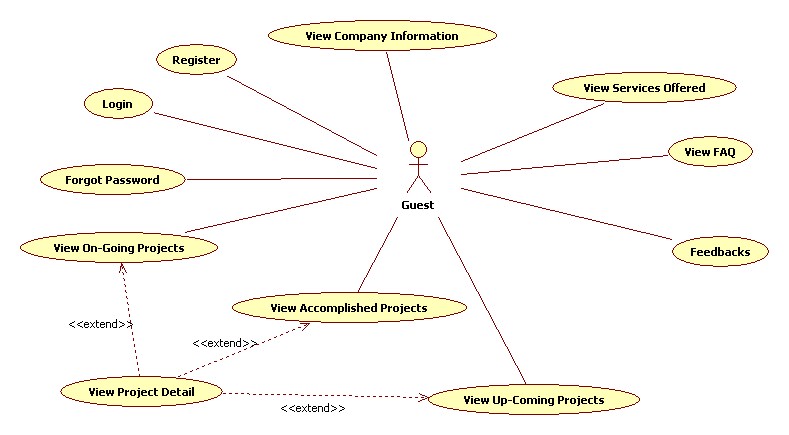 View Company Information
Register
View Services Offered
Login
View FAQ
Forgot Password
Guest
View On-Going Projects
Feedbacks
View Accomplished Projects
<<extend>>
<<extend>>
View Project Detail
View Up-Coming Projects
<<extend>>